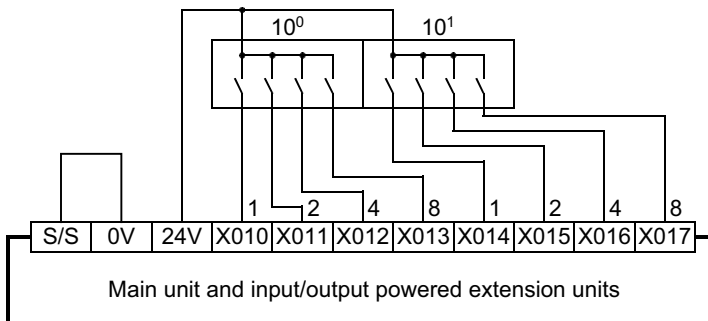 10⁰ 10¹
1 2 4 8 1 2 4 8
S/S 0V 24V X010 X011 X012 X013 X014 X015 X016 X017
Main unit and input/output powered extension units